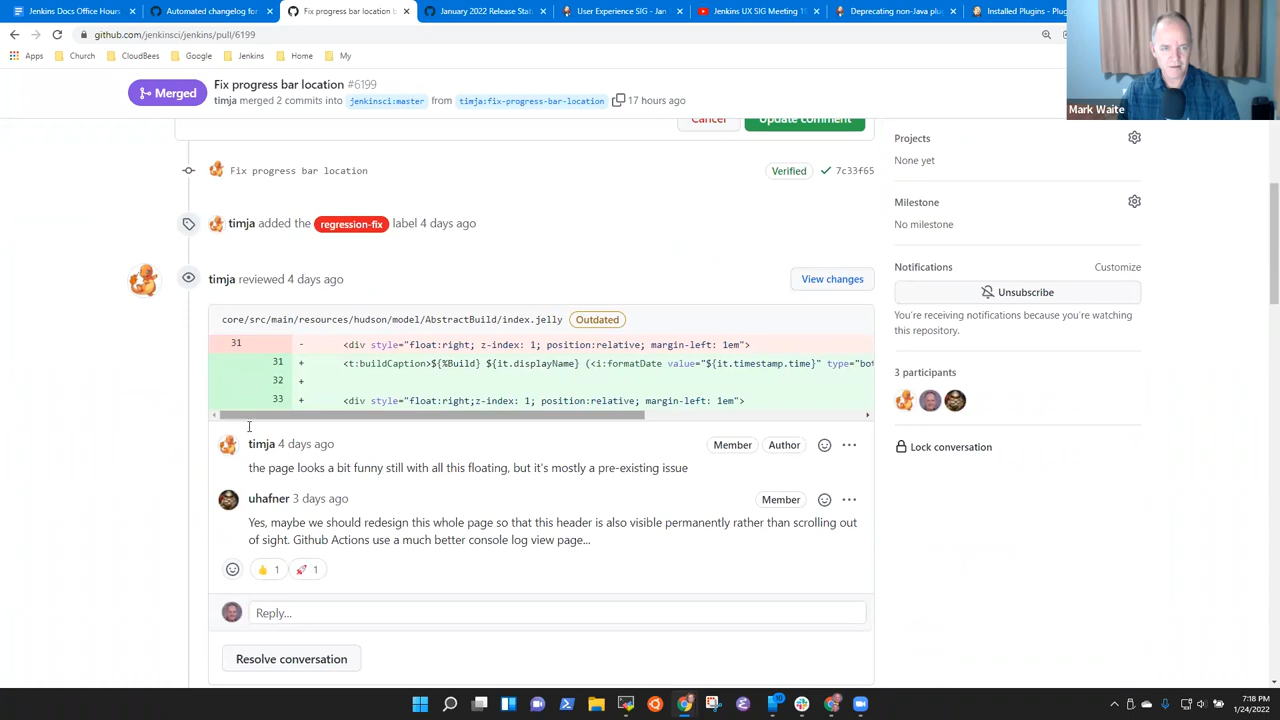 Jenkins Docs Office Hours
Automated changelog for
Fix progress bar location b
January 2022 Release Stat
User Experience SIG - Jan
Jenkins UX SIG Meeting 19
Deprecating non-Java plu
Installed Plugins - Plu
github.com/jenkinsci/jenkins/pull/6199
Apps
Church
CloudBees
Google
Jenkins
Home
My
Mark Waite
Merged
Fix progress bar location #6199
timja merged 2 commits into jenkinsci:master from timja:fix-progress-bar-location 17 hours ago
Cancel
Update comment
Fix progress bar location
Verified
7c33f65
timja added the regression-fix label 4 days ago
timja reviewed 4 days ago
View changes
core/src/main/resources/hudson/model/AbstractBuild/index.jelly Outdated
31 - <div style="float:right; z-index: 1; position:relative; margin-left: 1em">
31 + <t:buildCaption>${%Build} ${it.displayName} (<i:formatDate value="${it.timestamp.time}" type="bot
32 +
33 + <div style="float:right;z-index: 1; position:relative; margin-left: 1em">
timja 4 days ago
Member
Author
the page looks a bit funny still with all this floating, but it's mostly a pre-existing issue
uhafner 3 days ago
Member
Yes, maybe we should redesign this whole page so that this header is also visible permanently rather than scrolling out
of sight. Github Actions use a much better console log view page...
👍 1
🚀 1
Reply...
Resolve conversation
Projects
None yet
Milestone
No milestone
Notifications
Customize
Unsubscribe
You're receiving notifications because you're watching
this repository.
3 participants
Lock conversation
7:18 PM
1/24/2022